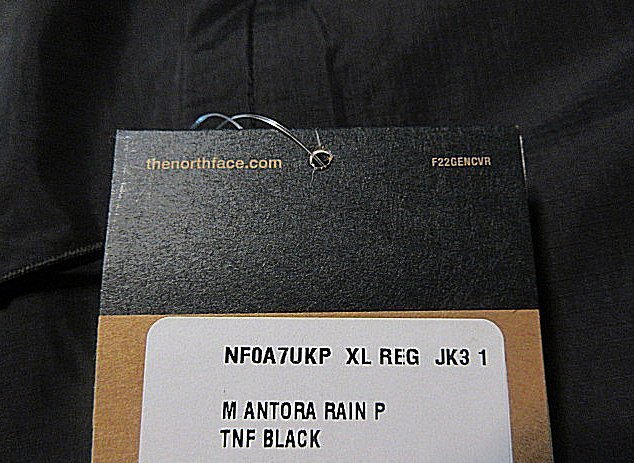 thenorthface.com F22GENCVR
NF0A7UKP XL REG JK3 1
M ANTORA RAIN P
TNF BLACK